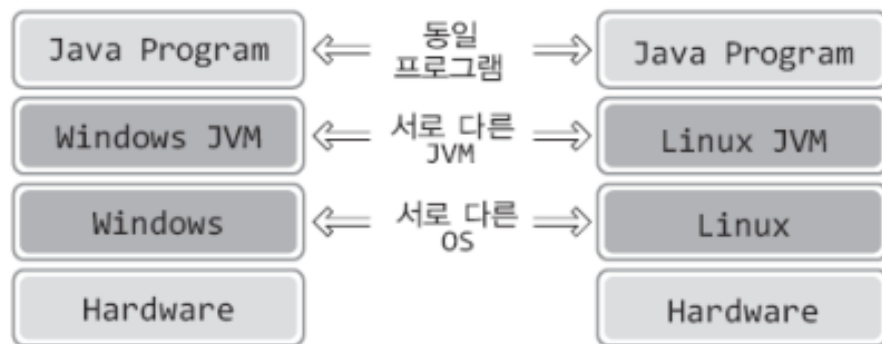 Java Program
동일
프로그램
Java Program
Windows JVM
서로 다른
JVM
Linux JVM
Windows
서로 다른
OS
Linux
Hardware
Hardware